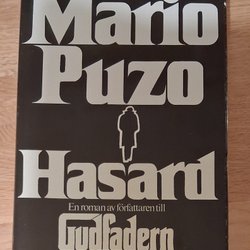 Mario
Puzo
Hasard
En roman av författaren till
Gudfadern